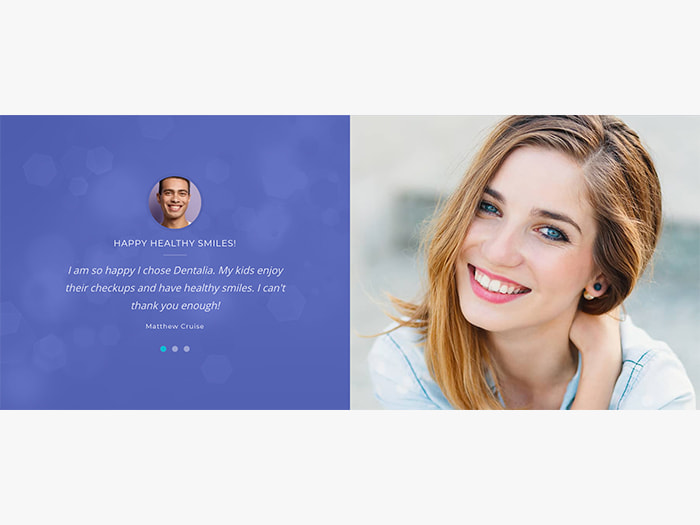 HAPPY HEALTHY SMILES!
I am so happy I chose Dentalia. My kids enjoy
their checkups and have healthy smiles. I can't
thank you enough!
Matthew Cruise